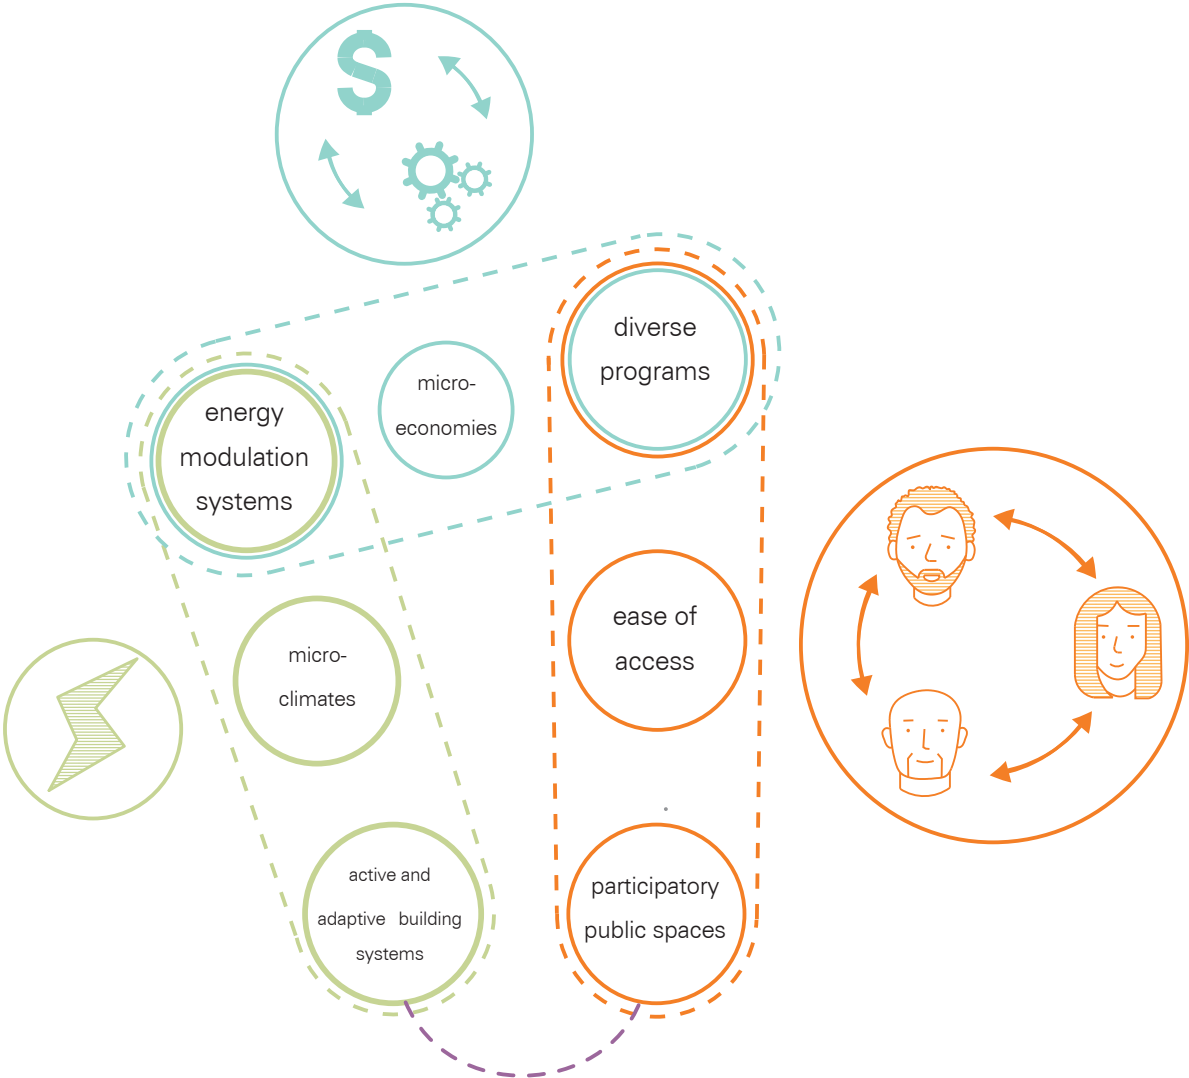 diverse
programs
micro-
economies
energy
modulation
systems
ease of
access
micro-
climates
active and
adaptive building
systems
participatory
public spaces
$